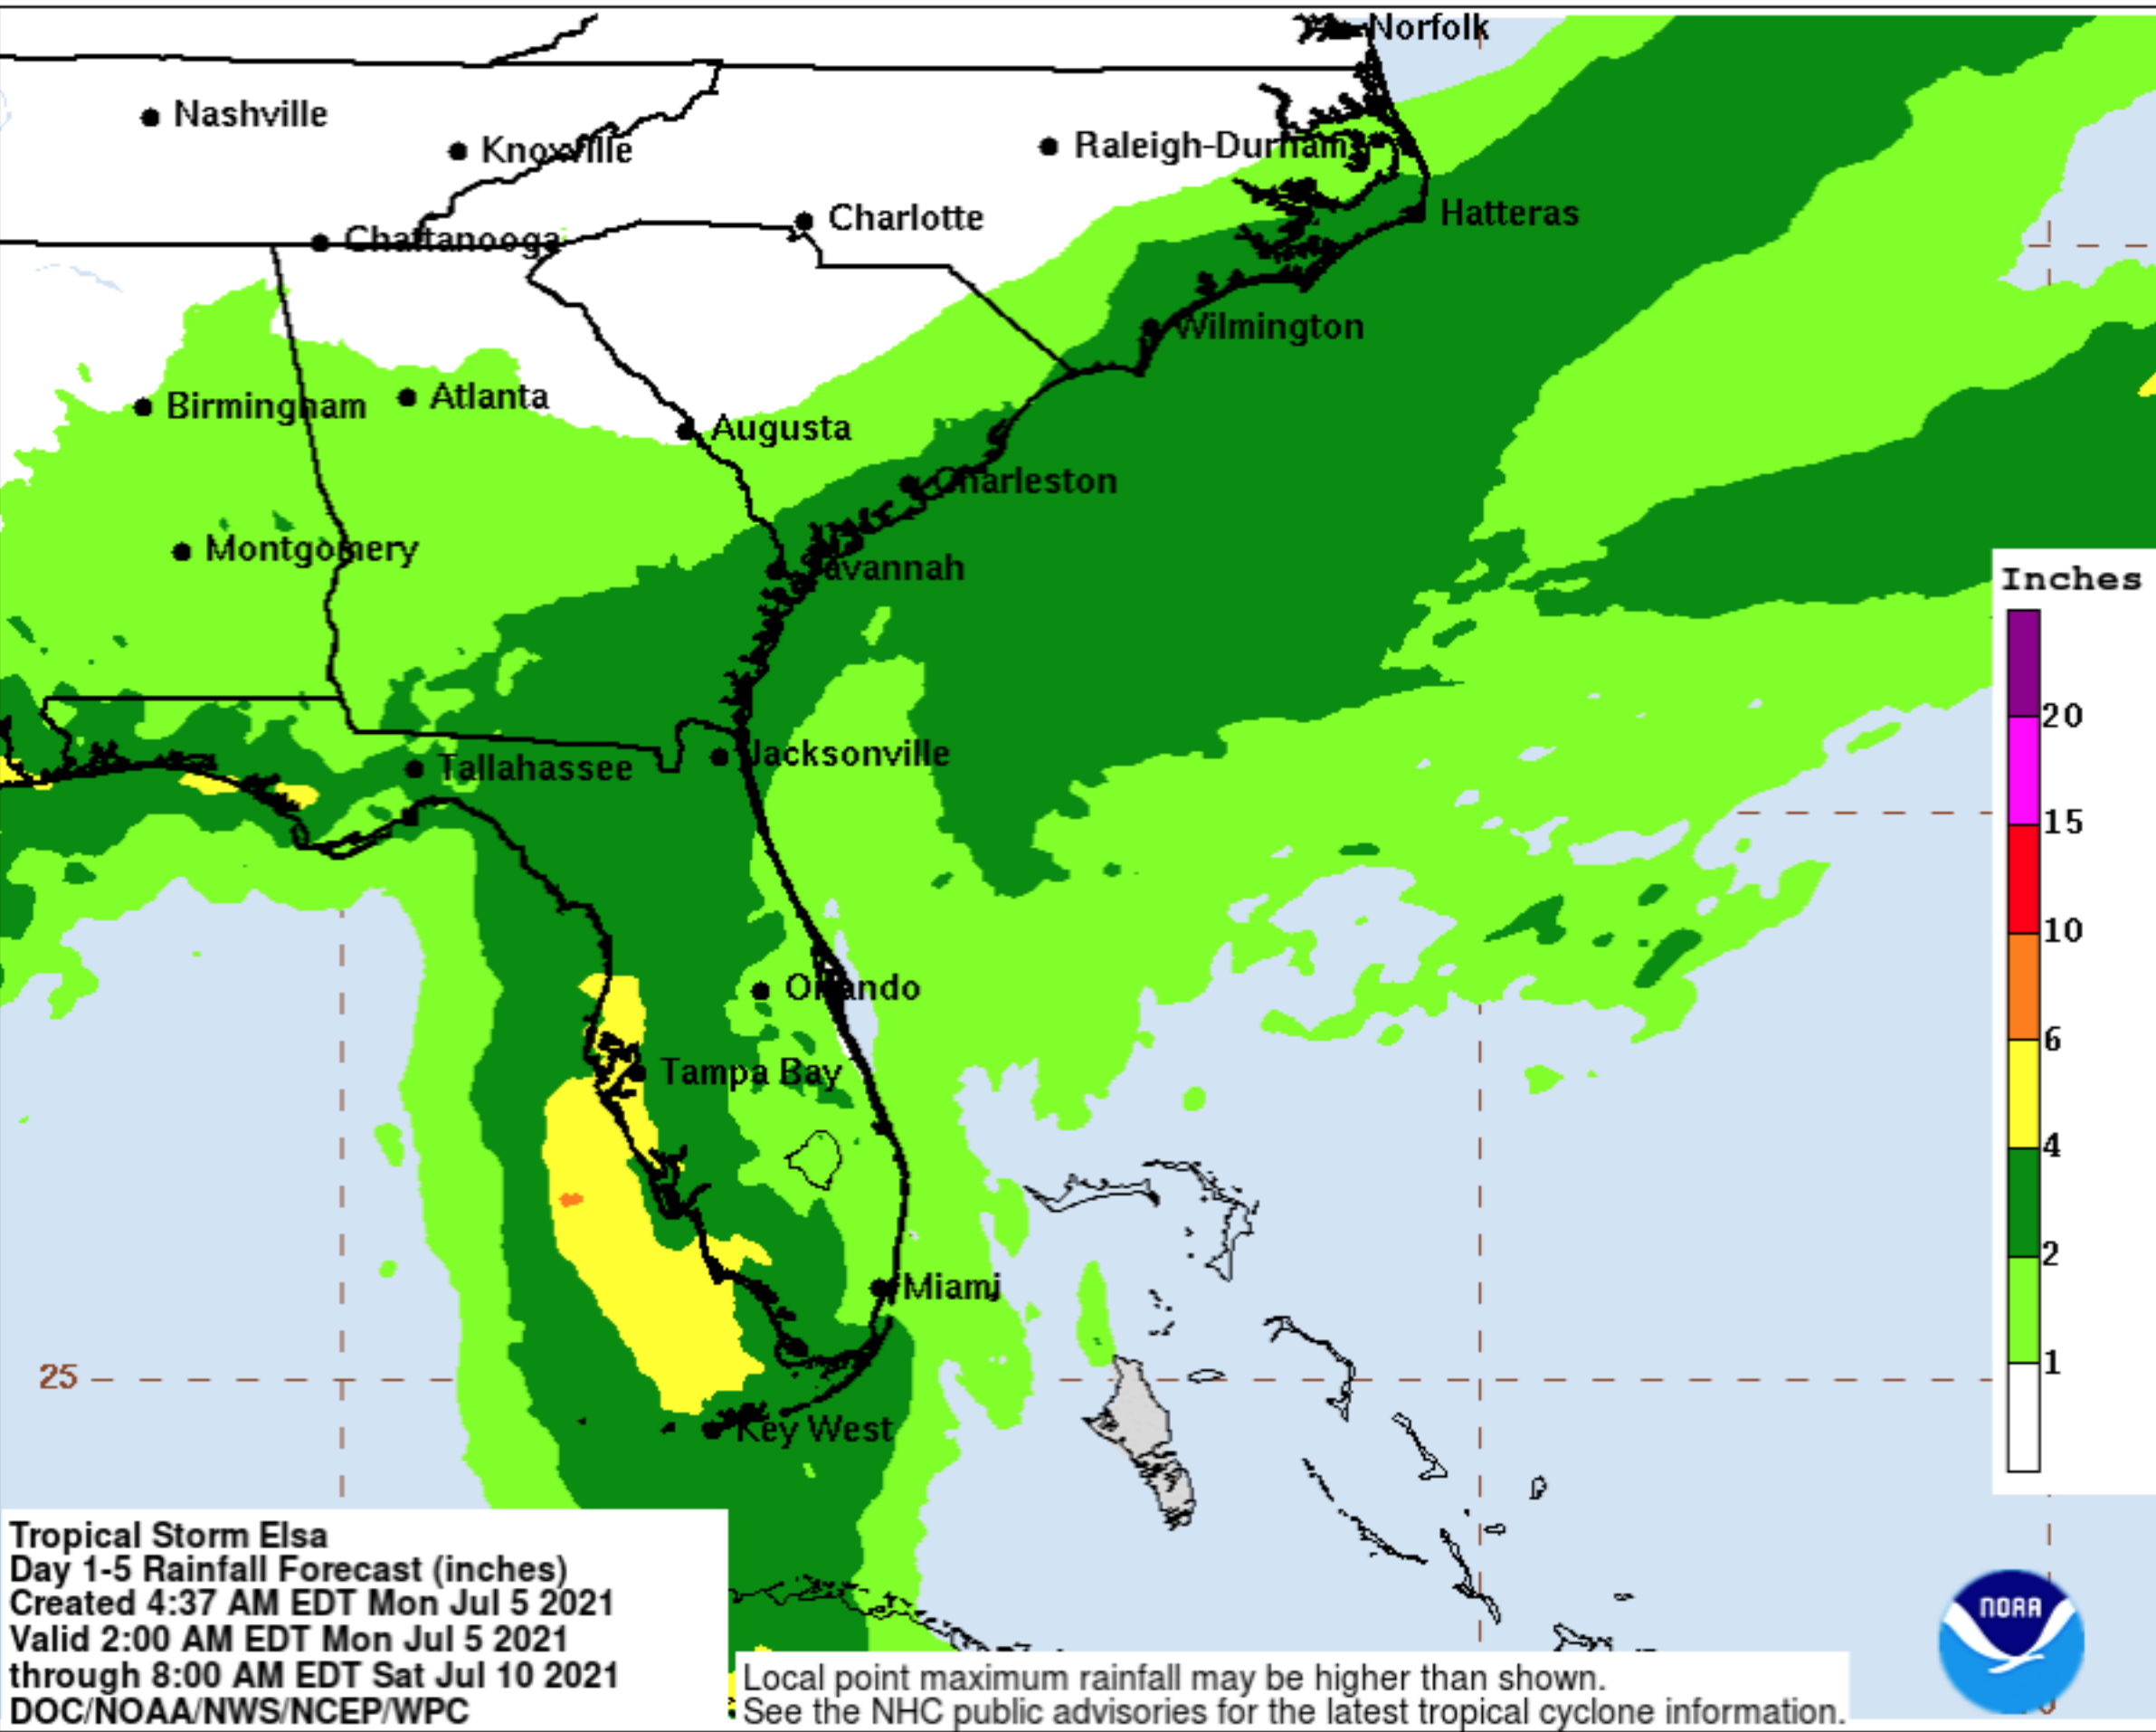 Norfolk
Nashville
Knoxville
Raleigh-Durham
Charlotte
Hatteras
Chattanooga
Wilmington
Birmingham
Atlanta
Augusta
Charleston
Montgomery
Savannah
Inches
20
15
10
6
4
2
1
Jacksonville
Tallahassee
Orlando
Tampa Bay
Miami
25
Key West
Tropical Storm Elsa
Day 1-5 Rainfall Forecast (inches)
Created 4:37 AM EDT Mon Jul 5 2021
Valid 2:00 AM EDT Mon Jul 5 2021
through 8:00 AM EDT Sat Jul 10 2021
DOC/NOAA/NWS/NCEP/WPC
Local point maximum rainfall may be higher than shown.
See the NHC public advisories for the latest tropical cyclone information.
NOAA